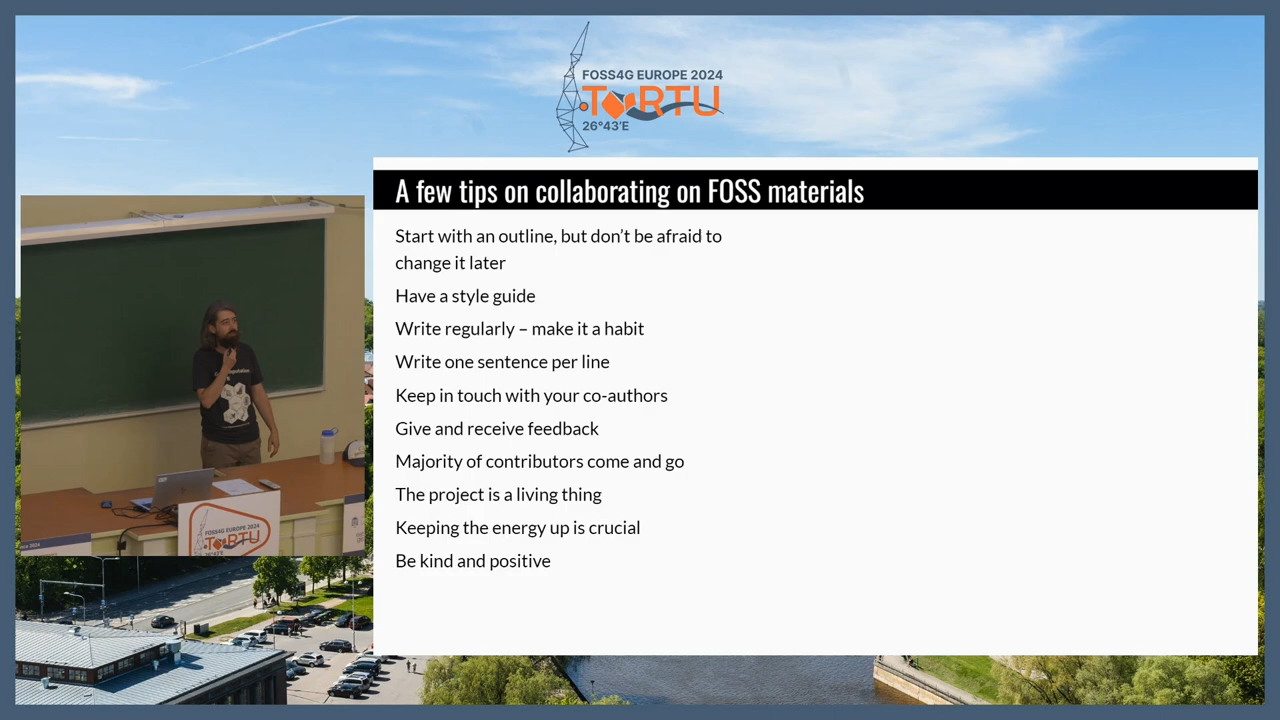 FOSS4G EUROPE 2024
TARTU
26°43'E
A few tips on collaborating on FOSS materials
Start with an outline, but don’t be afraid to
change it later
Have a style guide
Write regularly – make it a habit
Write one sentence per line
Keep in touch with your co-authors
Give and receive feedback
Majority of contributors come and go
The project is a living thing
Keeping the energy up is crucial
Be kind and positive
FOSS4G EUROPE 2024
TARTU